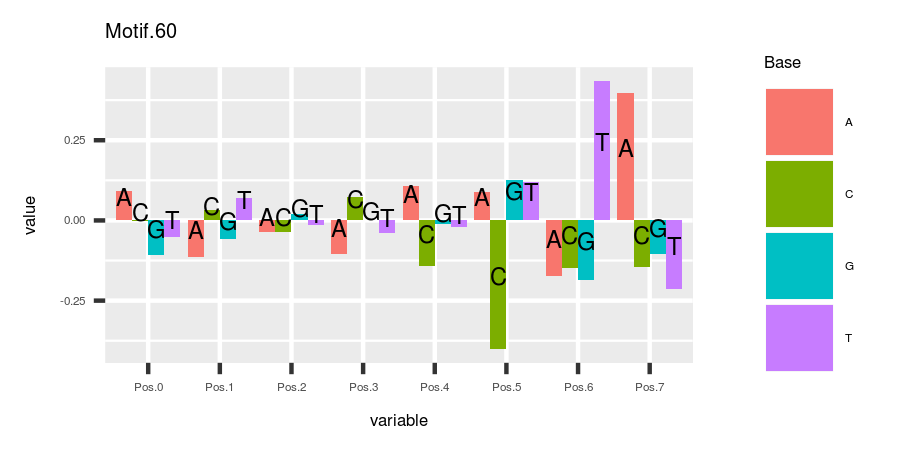 Motif.60
value
0.25
0.00
-0.25
A C G T A C G T A C G T A C G T A C G T A C G T A C G T A C G T
Pos.0 Pos.1 Pos.2 Pos.3 Pos.4 Pos.5 Pos.6 Pos.7
variable
Base
A
C
G
T